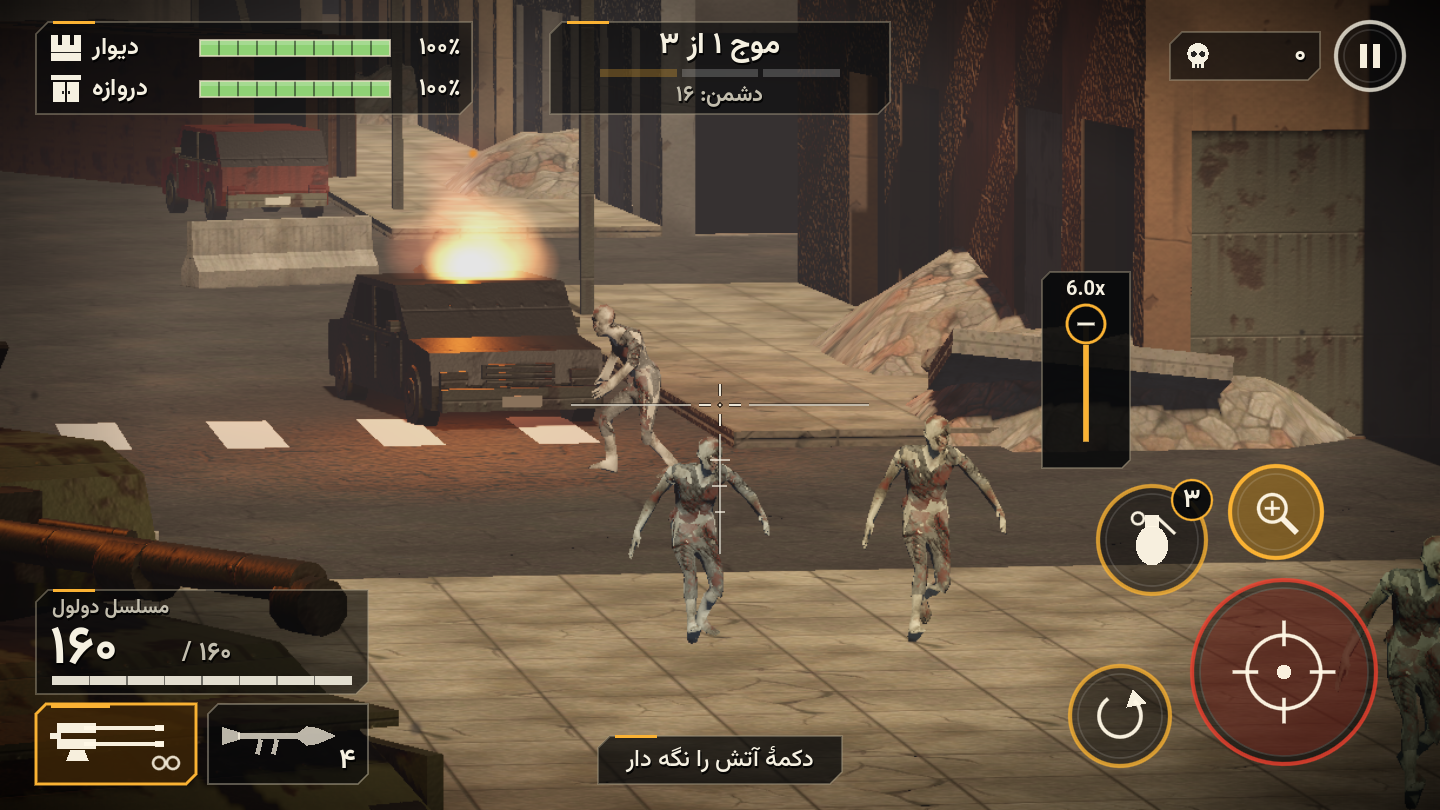 دیوار ۱۰۰٪
دروازه ۱۰۰٪
موج ۱ از ۳
دشمن: ۱۶
۰
6.0x
۳
مسلسل دولول
۱۶۰ / ۱۶۰
∞
۴
دکمهٔ آتش را نگه دار